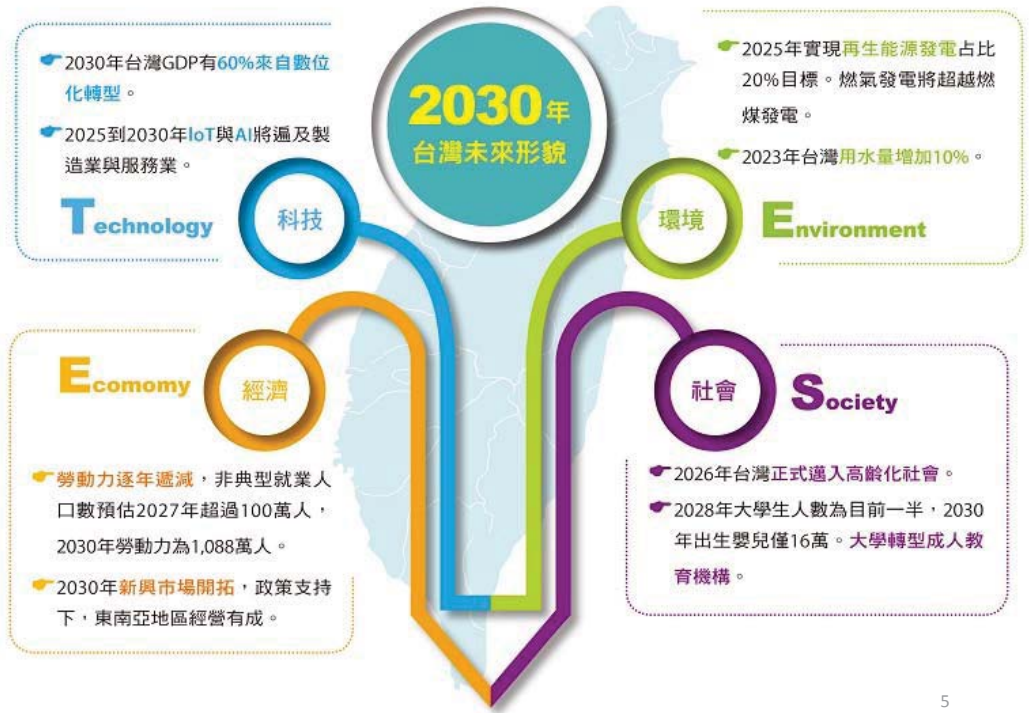 2030年
台灣未來形貌
2030年台灣GDP有60%來自數位
化轉型。
2025到2030年IoT與AI將遍及製
造業與服務業。
Technology
科技
2025年實現再生能源發電占比
20%目標。燃氣發電將超越燃
煤發電。
2023年台灣用水量增加10%。
環境
Environment
Ecomomy
經濟
勞動力逐年遞減，非典型就業人
口數預估2027年超過100萬人，
2030年勞動力為1,088萬人。
2030年新興市場開拓，政策支持
下，東南亞地區經營有成。
社會
Society
2026年台灣正式邁入高齡化社會。
2028年大學生人數為目前一半，2030
年出生嬰兒僅16萬。大學轉型成人教
育機構。
5